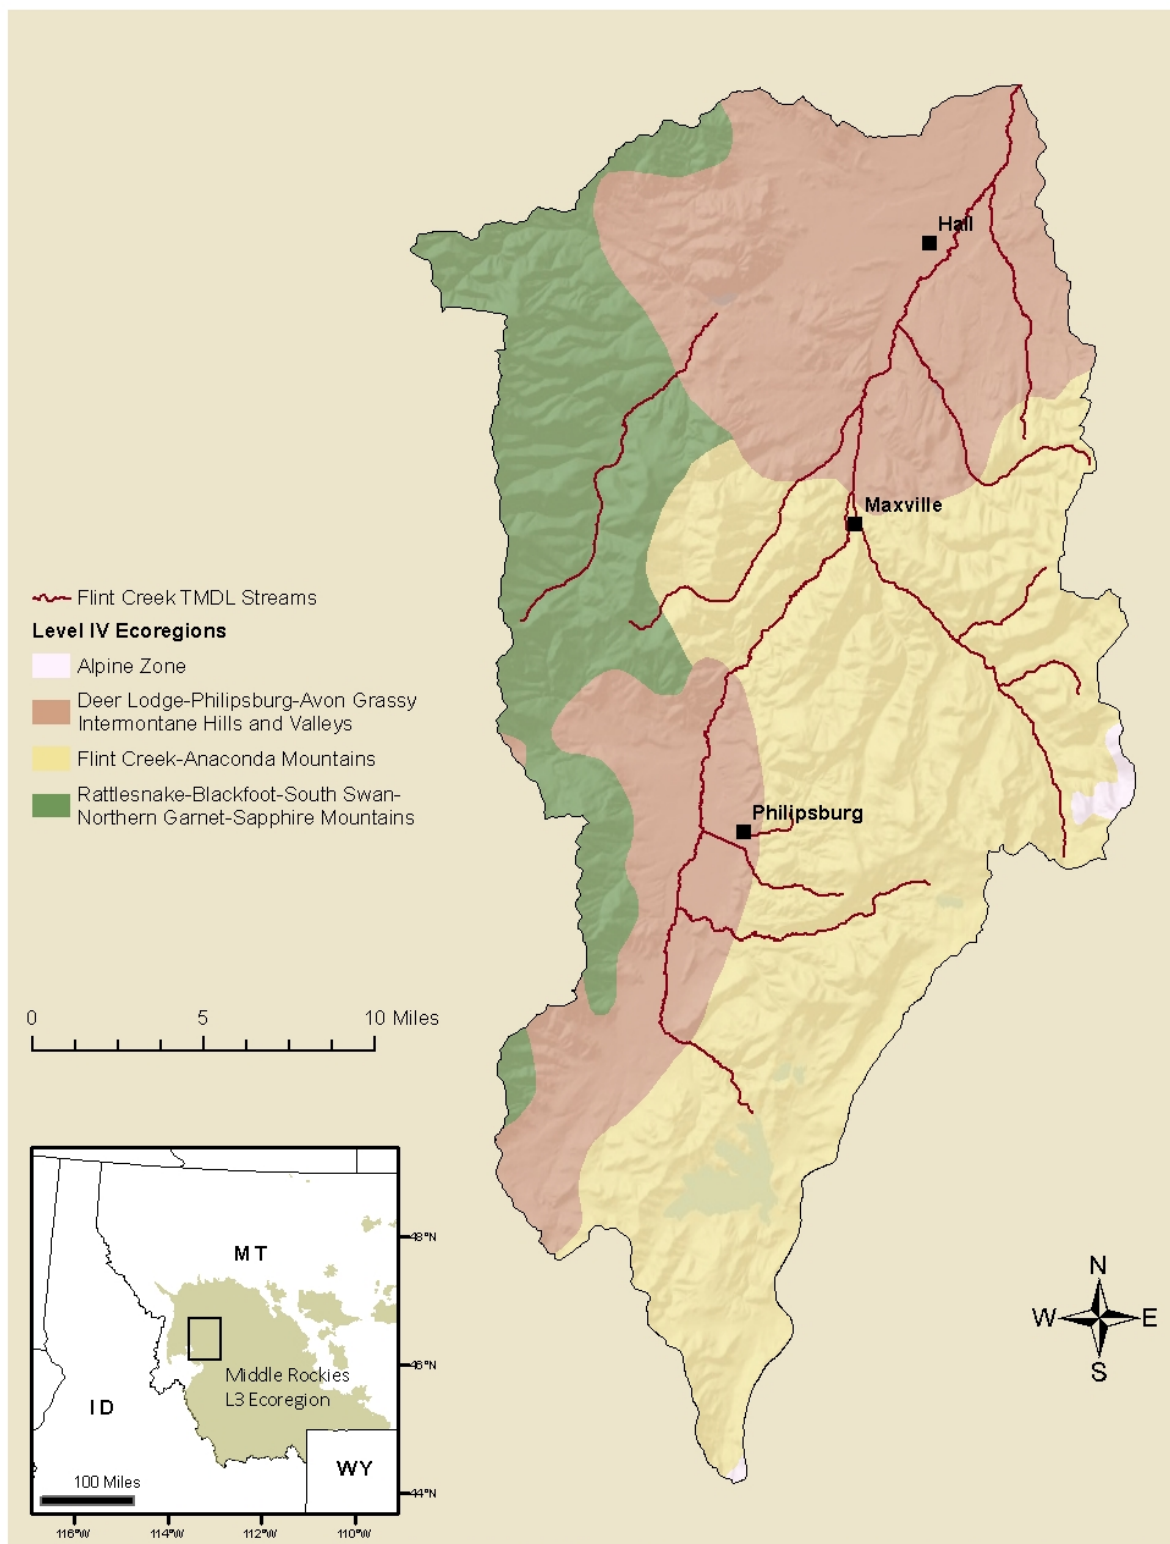 Hall
Maxville
Flint Creek TMDL Streams
Level IV Ecoregions
Alpine Zone
Deer Lodge-Philipsburg-Avon Grassy
Intermontane Hills and Valleys
Flint Creek-Anaconda Mountains
Rattlesnake-Blackfoot-South Swan-
Northern Garnet-Sapphire Mountains
Philipsburg
0 5 10 Miles
MT
48°N
46°N
Middle Rockies
L3 Ecoregion
ID
WY
100 Miles
44°N
116°W 114°W 112°W 110°W
N
W E
S